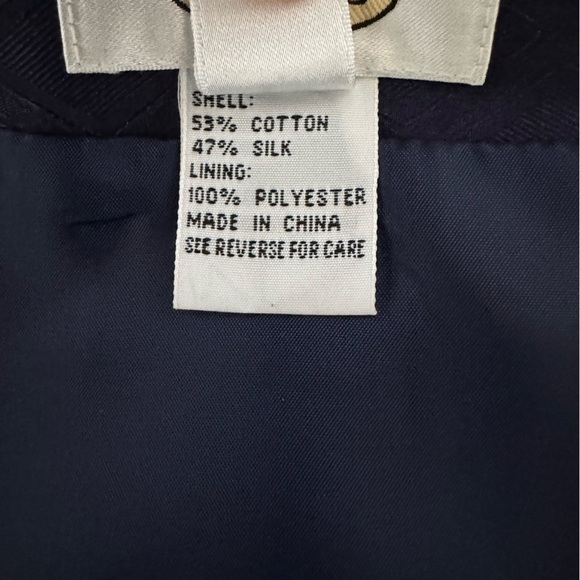 SHELL:
53% COTTON
47% SILK
LINING:
100% POLYESTER
MADE IN CHINA
SEE REVERSE FOR CARE